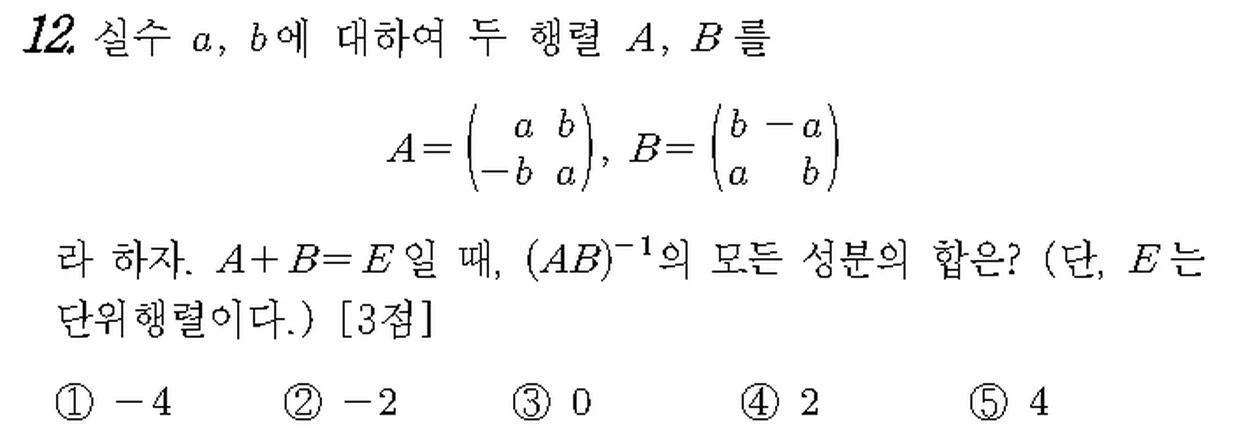 12. 실수 a, b에 대하여 두 행렬 A, B를
A=(a b; -b a), B=(b -a; a b)
라 하자. A+B=E일 때, (AB)⁻¹의 모든 성분의 합은? (단, E는
단위행렬이다.) [3점]
① -4 ② -2 ③ 0 ④ 2 ⑤ 4